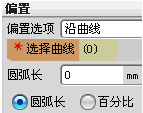 偏置
偏置选项 沿曲线
* 选择曲线 (0)
圆弧长 0 mm
圆弧长 百分比